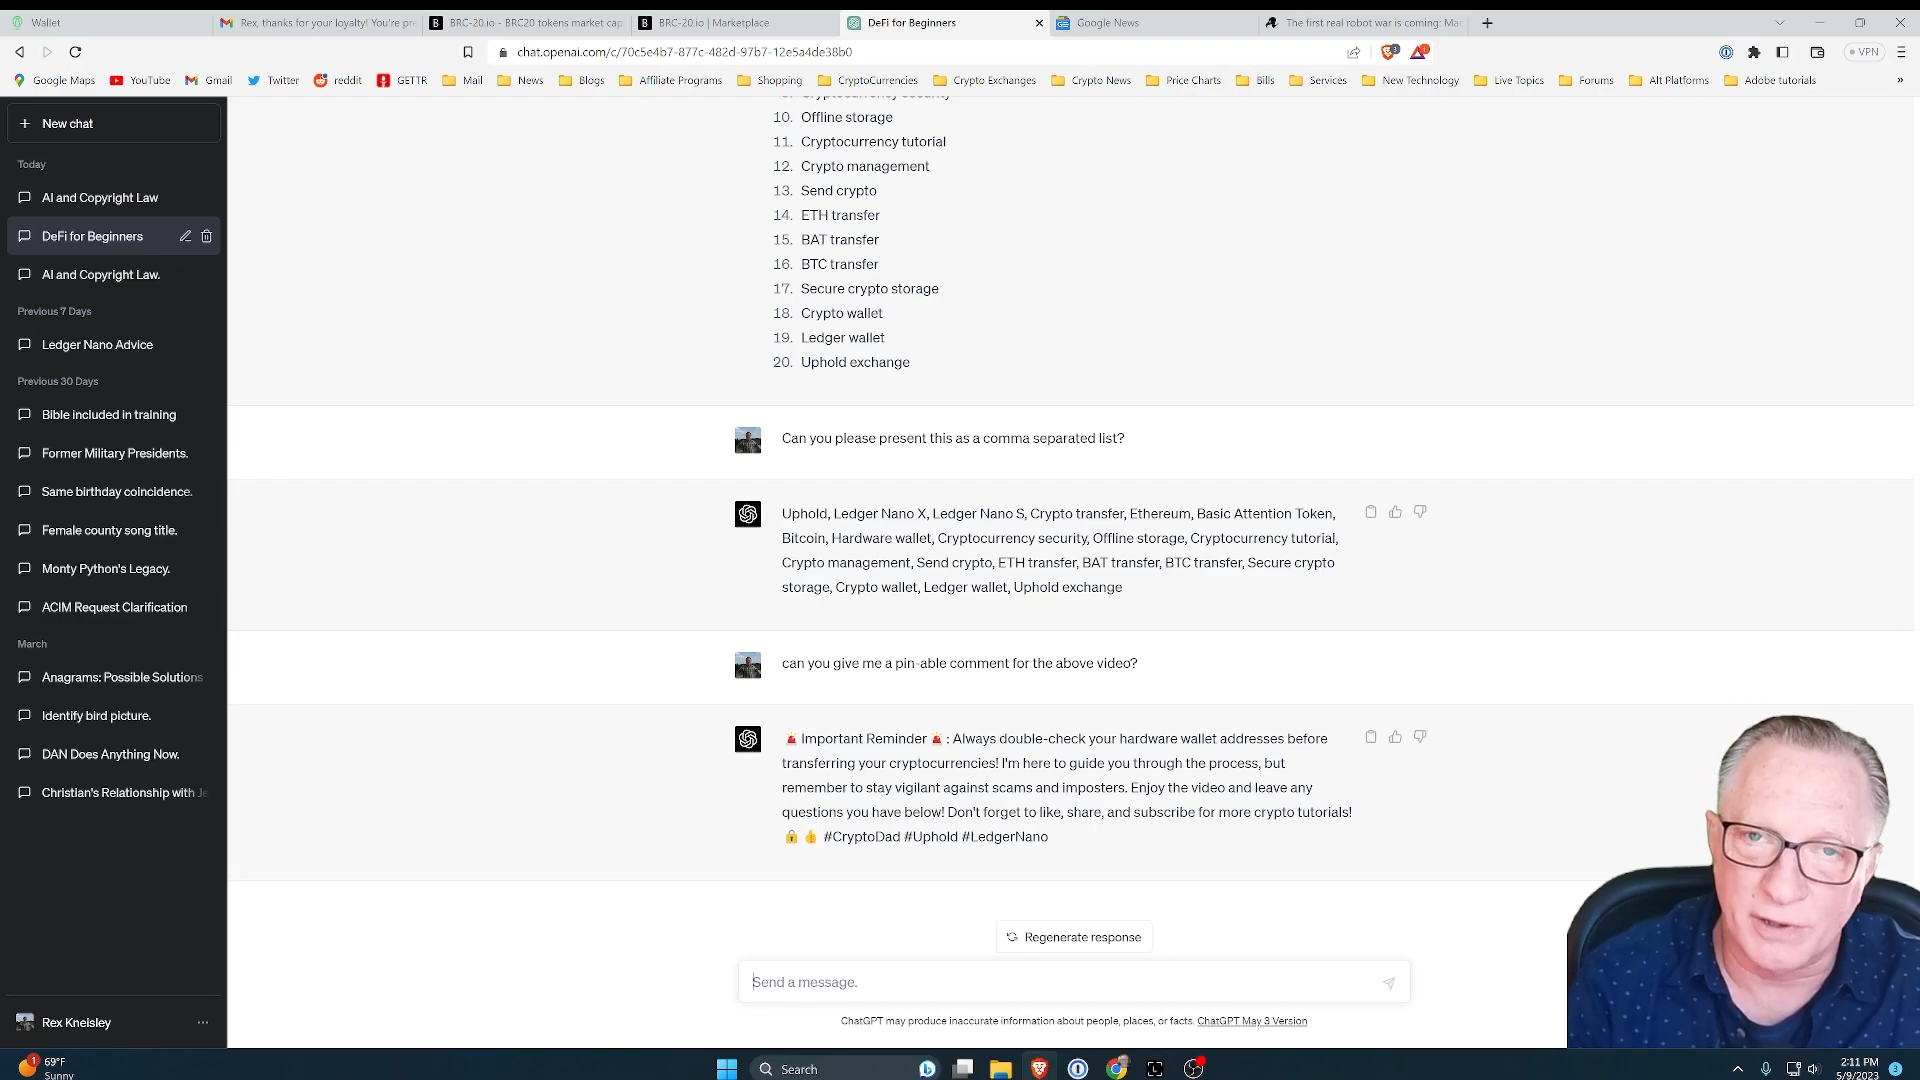 Wallet
Rex, thanks for your loyalty! You're pre
BRC-20.io - BRC20 tokens market cap
BRC-20.io | Marketplace
DeFi for Beginners
Google News
The first real robot war is coming: Mac
chat.openai.com/c/70c5e4b7-877c-482d-97b7-12e5a4de38b0
VPN
Google Maps
YouTube
Gmail
Twitter
reddit
GETTR
Mail
News
Blogs
Affiliate Programs
Shopping
CryptoCurrencies
Crypto Exchanges
Crypto News
Price Charts
Bills
Services
New Technology
Live Topics
Forums
Alt Platforms
Adobe tutorials
New chat
Today
AI and Copyright Law
DeFi for Beginners
AI and Copyright Law.
Previous 7 Days
Ledger Nano Advice
Previous 30 Days
Bible included in training
Former Military Presidents.
Same birthday coincidence.
Female county song title.
Monty Python's Legacy.
ACIM Request Clarification
March
Anagrams: Possible Solutions
Identify bird picture.
DAN Does Anything Now.
Christian's Relationship with Je
Rex Kneisley
9. Cryptocurrency security
10. Offline storage
11. Cryptocurrency tutorial
12. Crypto management
13. Send crypto
14. ETH transfer
15. BAT transfer
16. BTC transfer
17. Secure crypto storage
18. Crypto wallet
19. Ledger wallet
20. Uphold exchange
Can you please present this as a comma separated list?
Uphold, Ledger Nano X, Ledger Nano S, Crypto transfer, Ethereum, Basic Attention Token,
Bitcoin, Hardware wallet, Cryptocurrency security, Offline storage, Cryptocurrency tutorial,
Crypto management, Send crypto, ETH transfer, BAT transfer, BTC transfer, Secure crypto
storage, Crypto wallet, Ledger wallet, Uphold exchange
can you give me a pin-able comment for the above video?
🚨Important Reminder🚨: Always double-check your hardware wallet addresses before
transferring your cryptocurrencies! I'm here to guide you through the process, but
remember to stay vigilant against scams and imposters. Enjoy the video and leave any
questions you have below! Don't forget to like, share, and subscribe for more crypto tutorials!
🔒👍 #CryptoDad #Uphold #LedgerNano
Regenerate response
Send a message.
ChatGPT may produce inaccurate information about people, places, or facts. ChatGPT May 3 Version
1
69°F
Sunny
Search
2:11 PM
5/9/2023
3